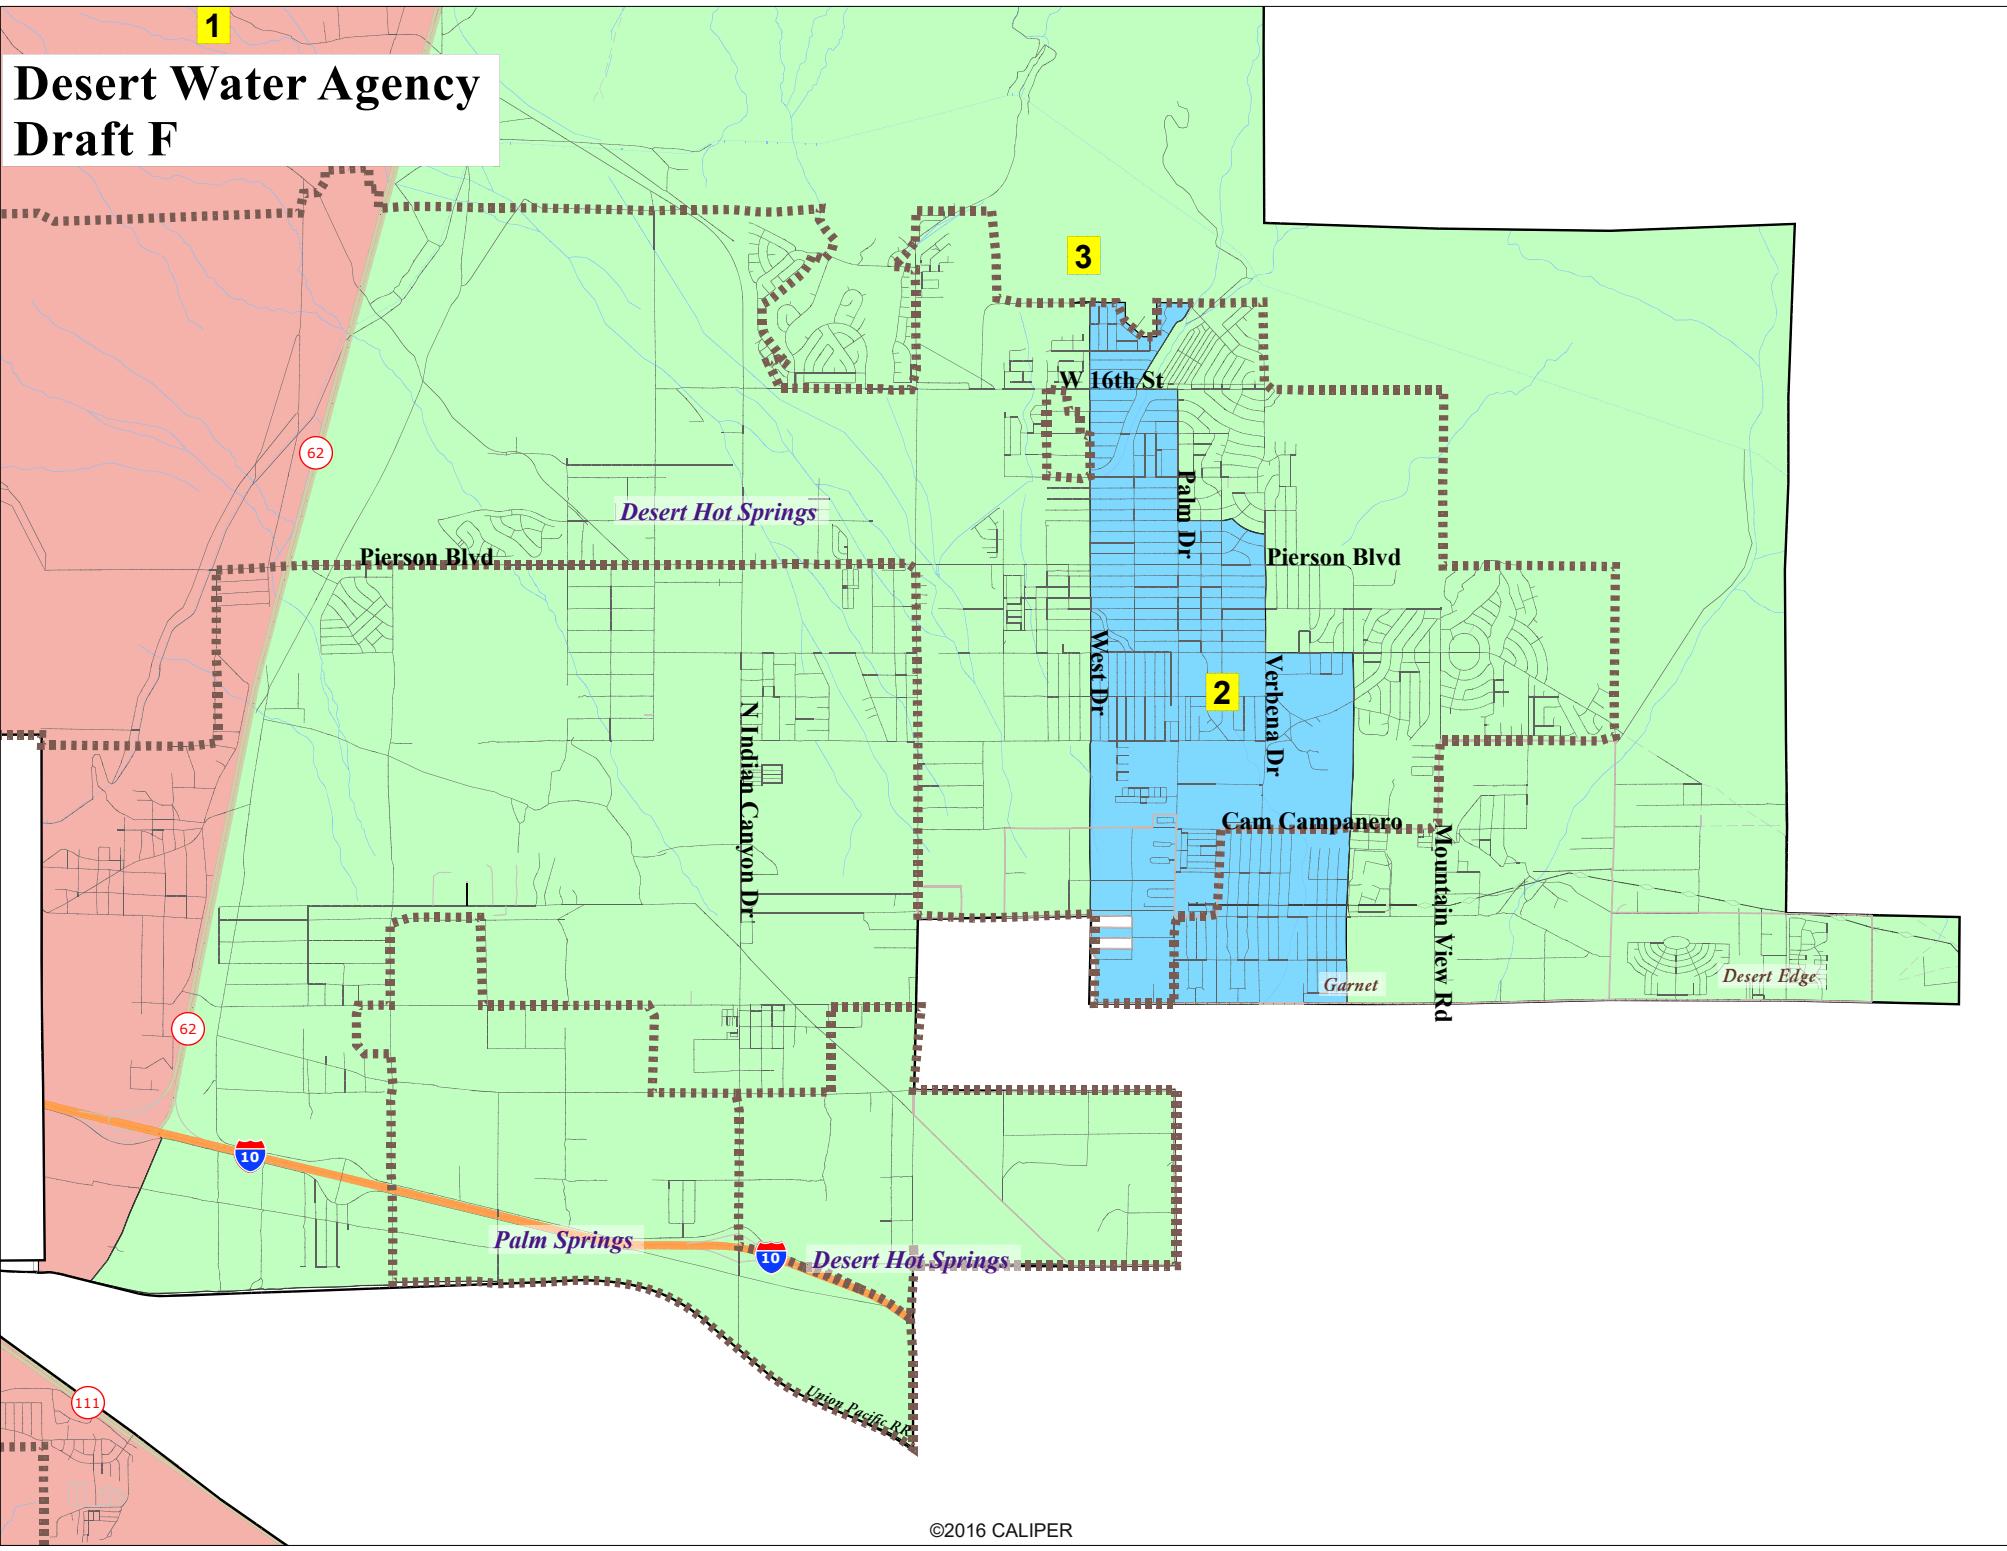 1
Desert Water Agency
Draft F
3
W 16th St
62
Palm Dr
Desert Hot Springs
Pierson Blvd
Pierson Blvd
West Dr
2
Verbena Dr
N Indian Canyon Dr
Cam Campanero
Mountain View Rd
Garnet
Desert Edge
62
10
Palm Springs
10
Desert Hot Springs
Union Pacific RR
111
©2016 CALIPER